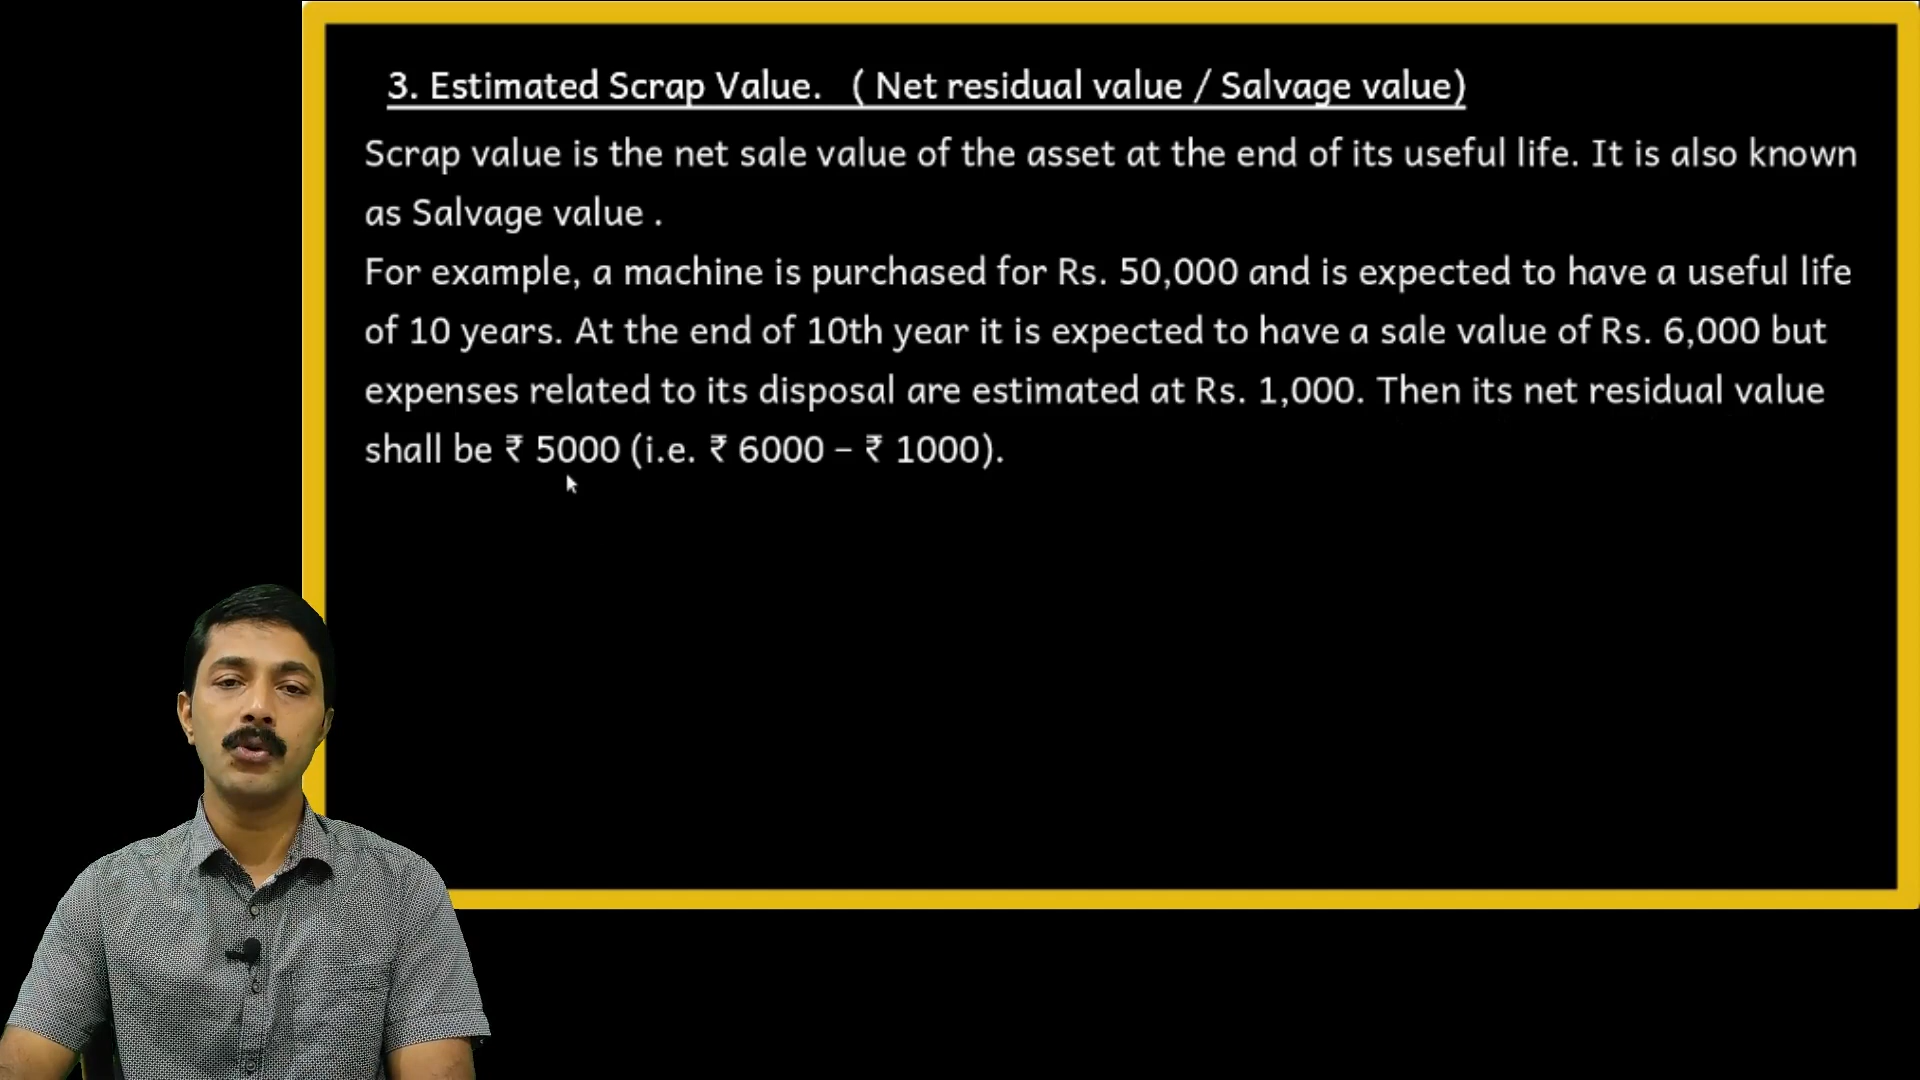 3. Estimated Scrap Value. ( Net residual value / Salvage value)
Scrap value is the net sale value of the asset at the end of its useful life. It is also known
as Salvage value .
For example, a machine is purchased for Rs. 50,000 and is expected to have a useful life
of 10 years. At the end of 10th year it is expected to have a sale value of Rs. 6,000 but
expenses related to its disposal are estimated at Rs. 1,000. Then its net residual value
shall be ₹ 5000 (i.e. ₹ 6000 – ₹ 1000).